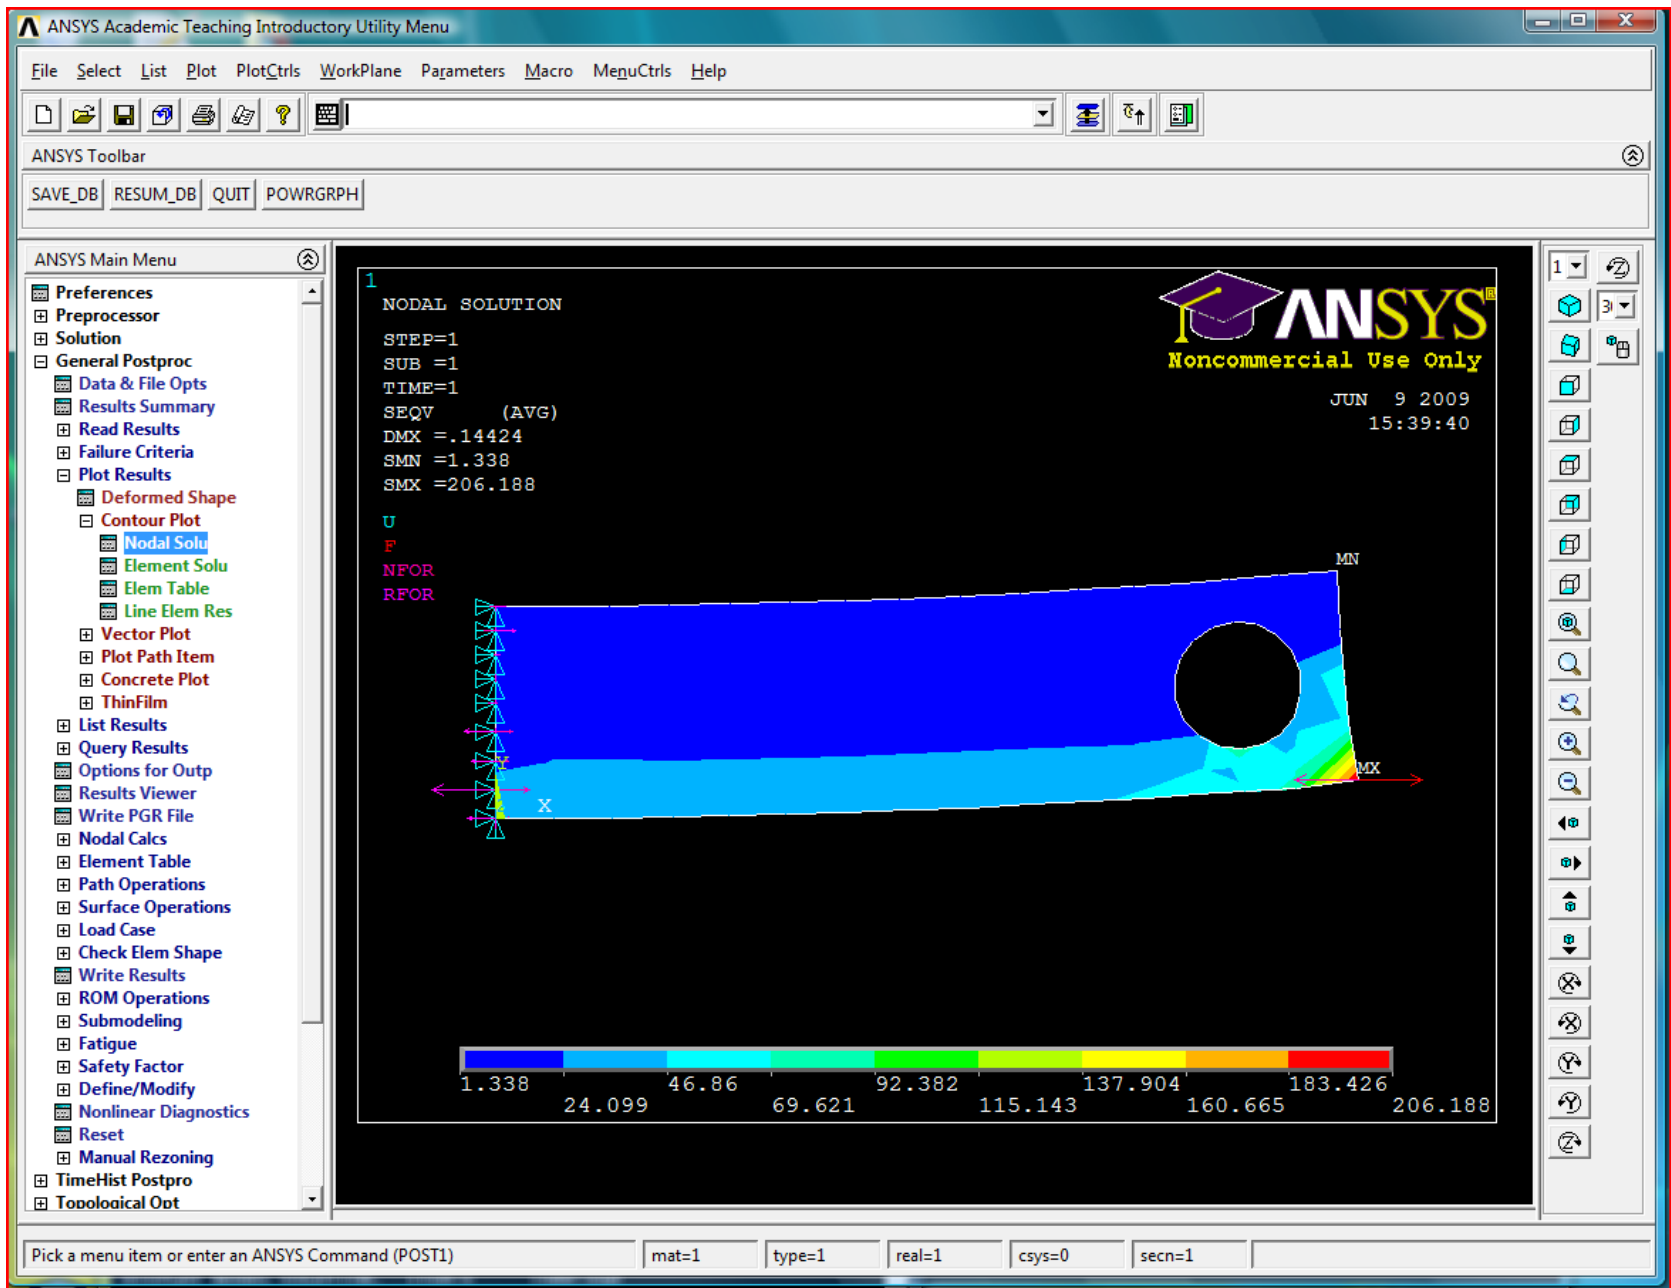 ANSYS Academic Teaching Introductory Utility Menu
File Select List Plot PlotCtrls WorkPlane Parameters Macro MenuCtrls Help
ANSYS Toolbar
SAVE_DB RESUM_DB QUIT POWRGRPH
ANSYS Main Menu
Preferences
Preprocessor
Solution
General Postproc
Data & File Opts
Results Summary
Read Results
Failure Criteria
Plot Results
Deformed Shape
Contour Plot
Nodal Solu
Element Solu
Elem Table
Line Elem Res
Vector Plot
Plot Path Item
Concrete Plot
ThinFilm
List Results
Query Results
Options for Outp
Results Viewer
Write PGR File
Nodal Calcs
Element Table
Path Operations
Surface Operations
Load Case
Check Elem Shape
Write Results
ROM Operations
Submodeling
Fatigue
Safety Factor
Define/Modify
Nonlinear Diagnostics
Reset
Manual Rezoning
TimeHist Postpro
Topological Opt
1
NODAL SOLUTION
STEP=1
SUB =1
TIME=1
SEQV (AVG)
DMX =.14424
SMN =1.338
SMX =206.188
U
F
NFOR
RFOR
ANSYS®
Noncommercial Use Only
JUN 9 2009
15:39:40
MN
MX
Y
X
1.338 46.86 92.382 137.904 183.426
24.099 69.621 115.143 160.665 206.188
1
Z
X
X
Y
Y
Z
Pick a menu item or enter an ANSYS Command (POST1) mat=1 type=1 real=1 csys=0 secn=1